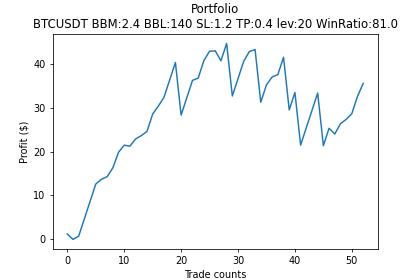 Portfolio
BTCUSDT BBM:2.4 BBL:140 SL:1.2 TP:0.4 lev:20 WinRatio:81.0
40
30
20
10
0
Profit ($)
0 10 20 30 40 50
Trade counts